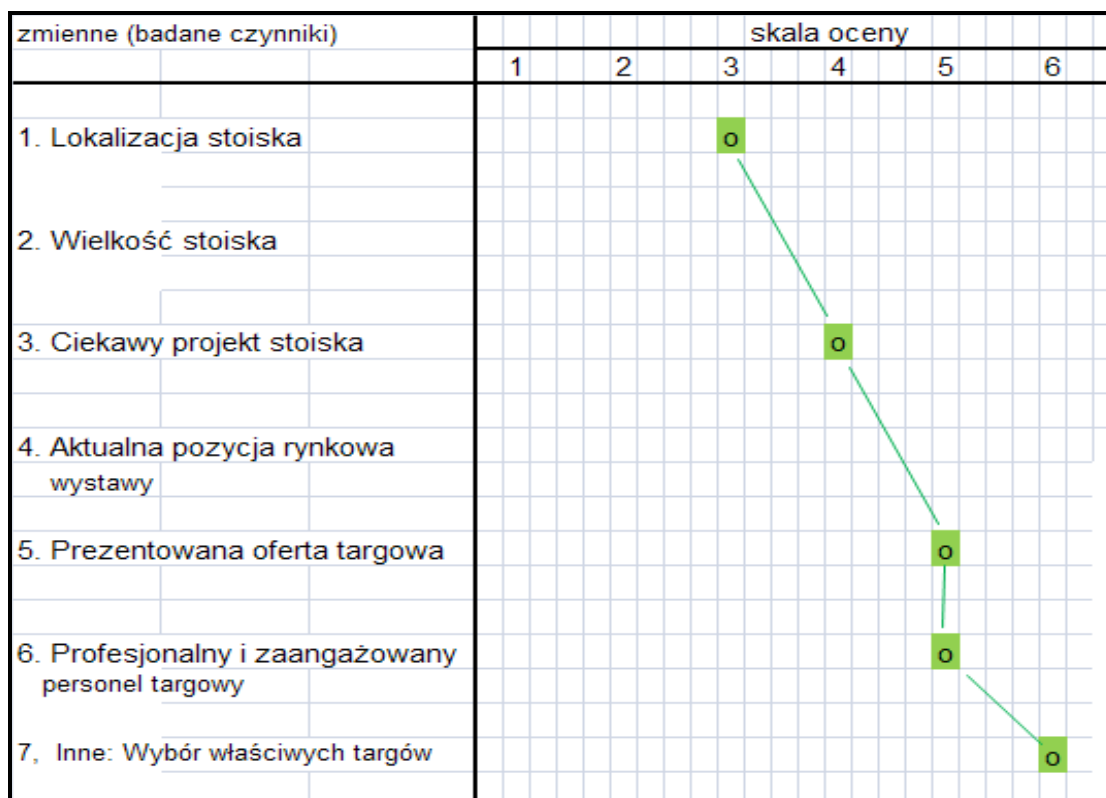 zmienne (badane czynniki) skala oceny
1 2 3 4 5 6
1. Lokalizacja stoiska o
2. Wielkość stoiska
3. Ciekawy projekt stoiska o
4. Aktualna pozycja rynkowa
wystawy
5. Prezentowana oferta targowa o
6. Profesjonalny i zaangażowany o
personel targowy
7, Inne: Wybór właściwych targów o